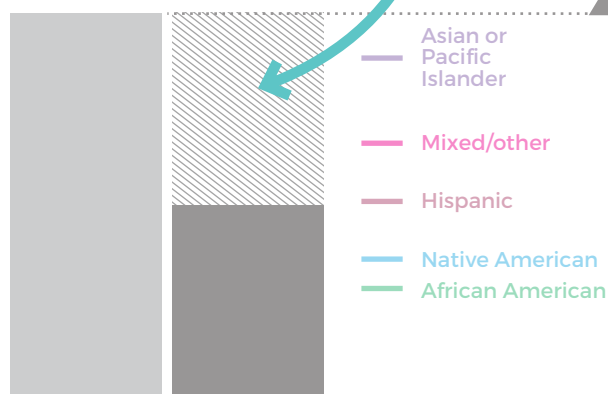 Asian or
Pacific
Islander
Mixed/other
Hispanic
Native American
African American